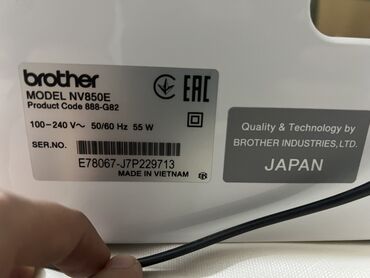 brother
MODEL NV850E
Product Code 888-G82
EAC
100-240 V~ 50/60 Hz 55 W
SER.NO.
E78067-J7P229713
MADE IN VIETNAM
Quality & Technology by
BROTHER INDUSTRIES, LTD.
JAPAN